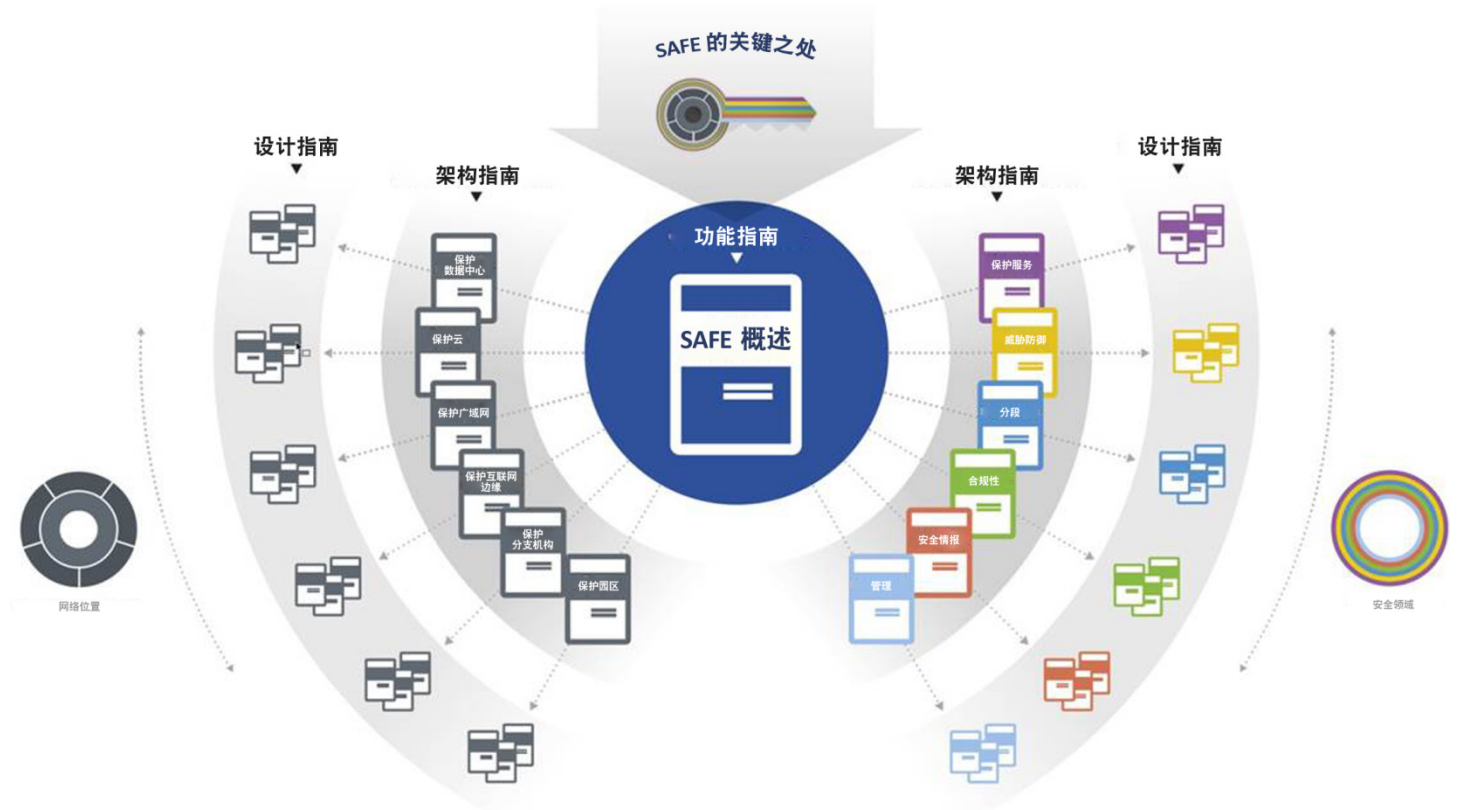 SAFE 的关键之处
设计指南
架构指南
功能指南
SAFE 概述
架构指南
设计指南
保护
数据中心
保护云
保护广域网
保护互联网
边缘
保护
分支机构
保护园区
保护服务
威胁防御
分段
合规性
安全情报
管理
网络位置
安全领域